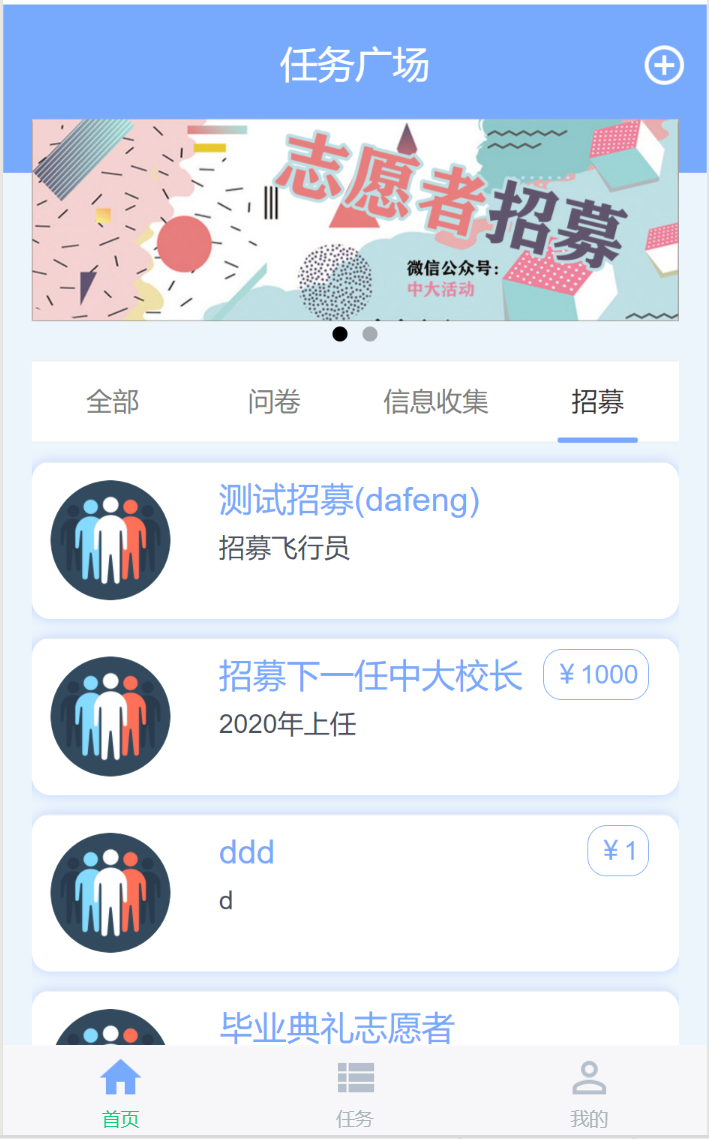 任务广场
志愿者招募
微信公众号：
中大活动
全部
问卷
信息收集
招募
测试招募(dafeng)
招募飞行员
招募下一任中大校长
￥1000
2020年上任
ddd
￥1
d
毕业典礼志愿者
首页
任务
我的